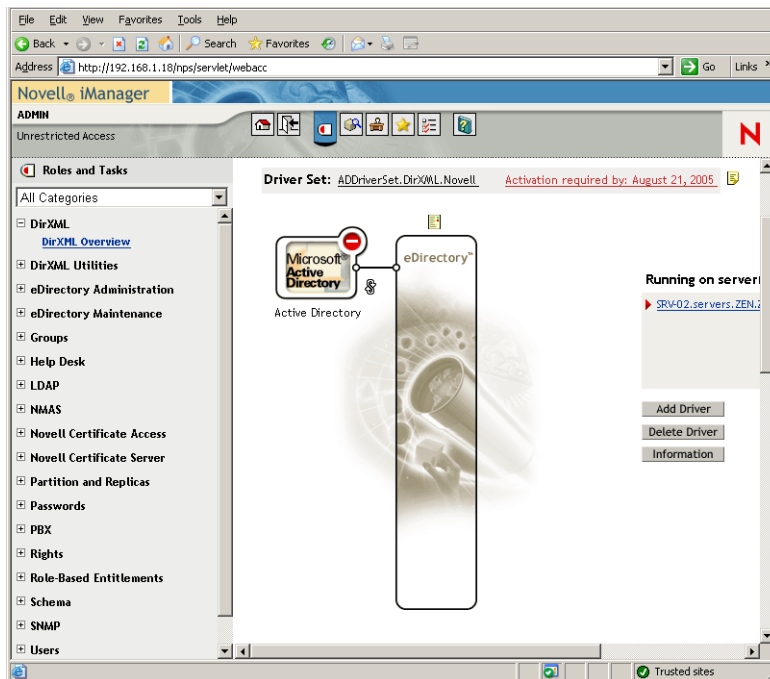 File Edit View Favorites Tools Help
Back Search Favorites
Address http://192.168.1.18/nps/servlet/webacc Go Links »
Novell® iManager
ADMIN
Unrestricted Access
N
Roles and Tasks
All Categories
DirXML
DirXML Overview
DirXML Utilities
eDirectory Administration
eDirectory Maintenance
Groups
Help Desk
LDAP
NMAS
Novell Certificate Access
Novell Certificate Server
Partition and Replicas
Passwords
PBX
Rights
Role-Based Entitlements
Schema
SNMP
Users
Driver Set: ADDriverSet.DirXML.Novell Activation required by: August 21, 2005
Microsoft®
Active
Directory
Active Directory
eDirectory™
Running on server
SRV-02.servers.ZEN.
Add Driver
Delete Driver
Information
Trusted sites